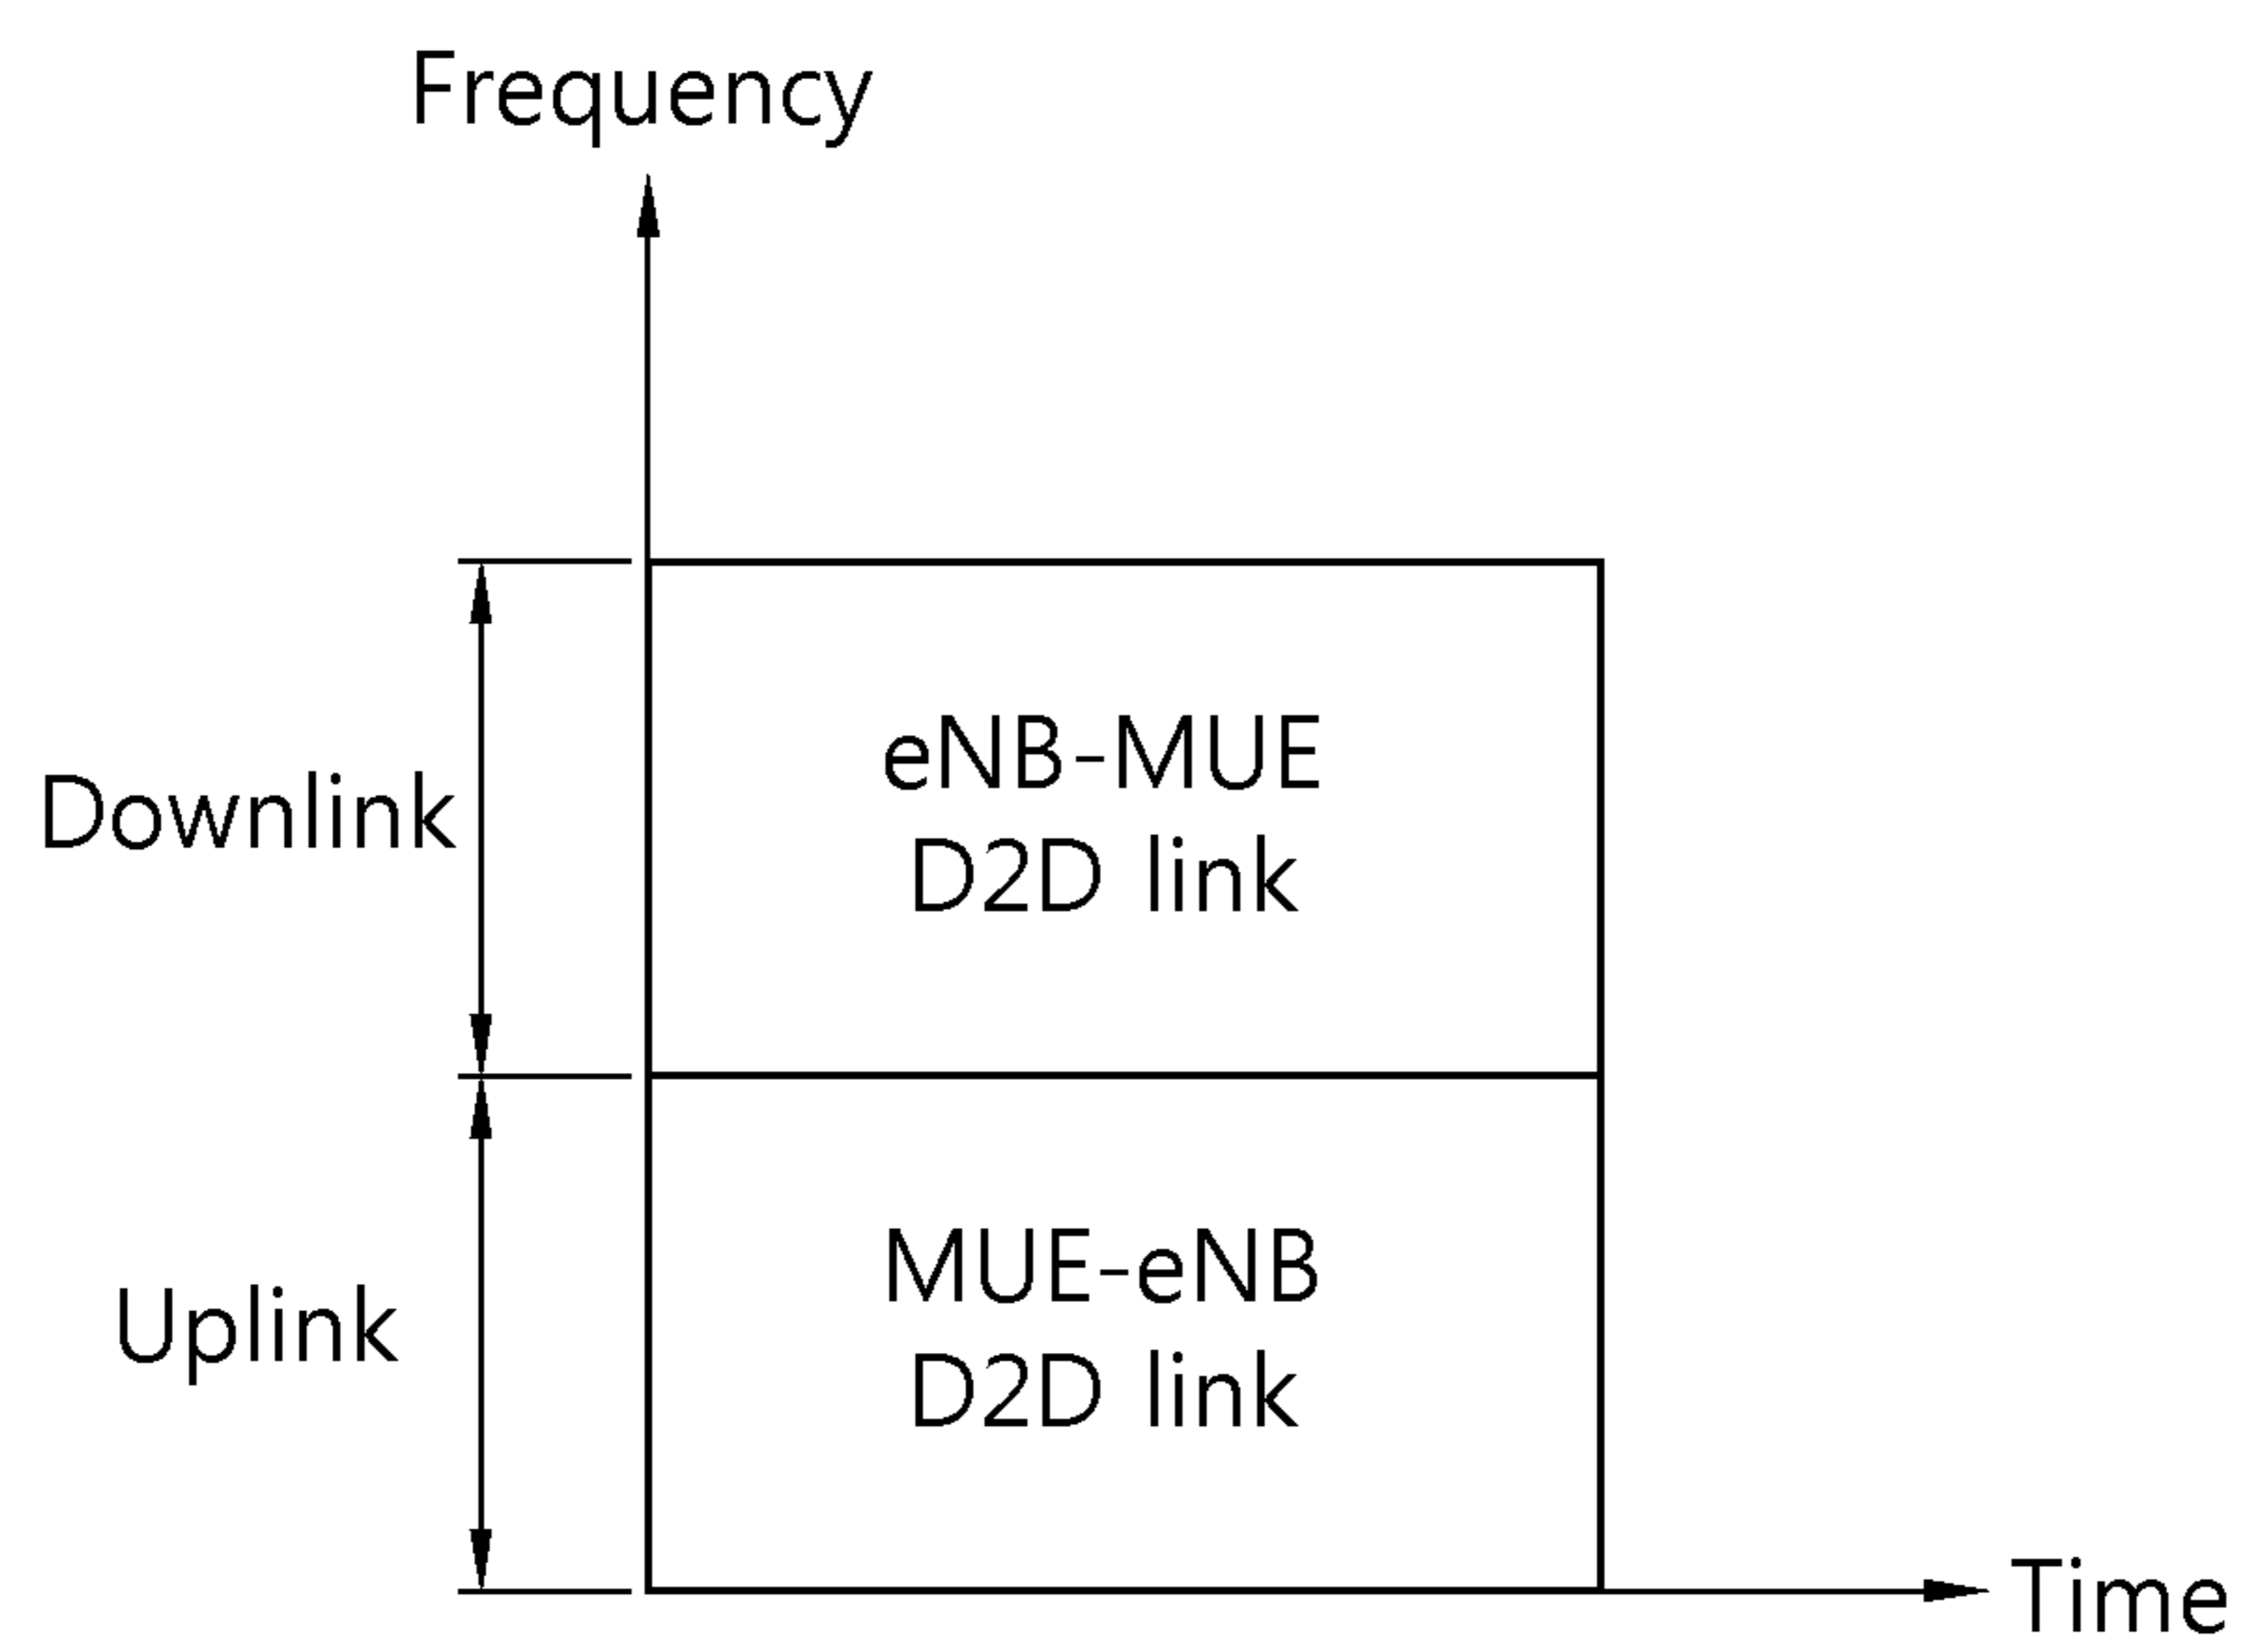 Frequency
Downlink
eNB-MUE
D2D link
Uplink
MUE-eNB
D2D link
Time